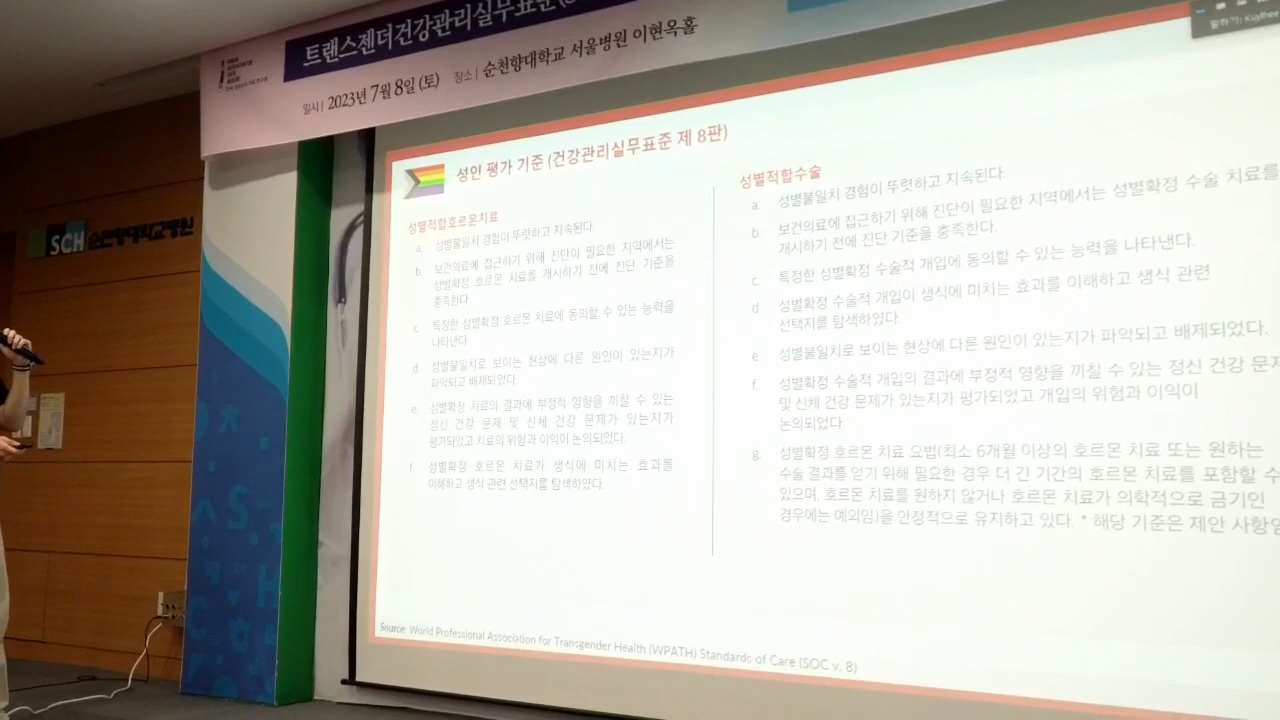 트랜스젠더건강관리실무표준
일시 | 2023년 7월 8일 (토) 장소 | 순천향대학교 서울병원 이현옥홀
SCH 순천향대학교병원
성인 평가 기준 (건강관리실무표준 제 8판)
성별적합호르몬치료
a. 성별불일치 경험이 뚜렷하고 지속된다.
b. 보건의료에 접근하기 위해 진단이 필요한 지역에서는
성별확정 호르몬 치료를 개시하기 전에 진단 기준을
충족한다.
c. 특정한 성별확정 호르몬 치료에 동의할 수 있는 능력을
나타낸다.
d. 성별불일치로 보이는 현상에 다른 원인이 있는지가
파악되고 배제되었다.
e. 성별확정 치료의 결과에 부정적 영향을 끼칠 수 있는
정신 건강 문제 및 신체 건강 문제가 있는지가
평가되었고 치료의 위험과 이익이 논의되었다.
f. 성별확정 호르몬 치료가 생식에 미치는 효과를
이해하고 생식 관련 선택지를 탐색하였다.
성별적합수술
a. 성별불일치 경험이 뚜렷하고 지속된다.
b. 보건의료에 접근하기 위해 진단이 필요한 지역에서는 성별확정 수술 치료를
개시하기 전에 진단 기준을 충족한다.
c. 특정한 성별확정 수술적 개입에 동의할 수 있는 능력을 나타낸다.
d. 성별확정 수술적 개입이 생식에 미치는 효과를 이해하고 생식 관련
선택지를 탐색하였다.
e. 성별불일치로 보이는 현상에 다른 원인이 있는지가 파악되고 배제되었다.
f. 성별확정 수술적 개입의 결과에 부정적 영향을 끼칠 수 있는 정신 건강 문제
및 신체 건강 문제가 있는지가 평가되었고 개입의 위험과 이익이
논의되었다.
g. 성별확정 호르몬 치료 요법(최소 6개월 이상의 호르몬 치료 또는 원하는
수술 결과를 얻기 위해 필요한 경우 더 긴 기간의 호르몬 치료를 포함할 수
있으며, 호르몬 치료를 원하지 않거나 호르몬 치료가 의학적으로 금기인
경우에는 예외임)을 안정적으로 유지하고 있다. * 해당 기준은 제안 사항임
Source: World Professional Association for Transgender Health (WPATH) Standards of Care (SOC v. 8)